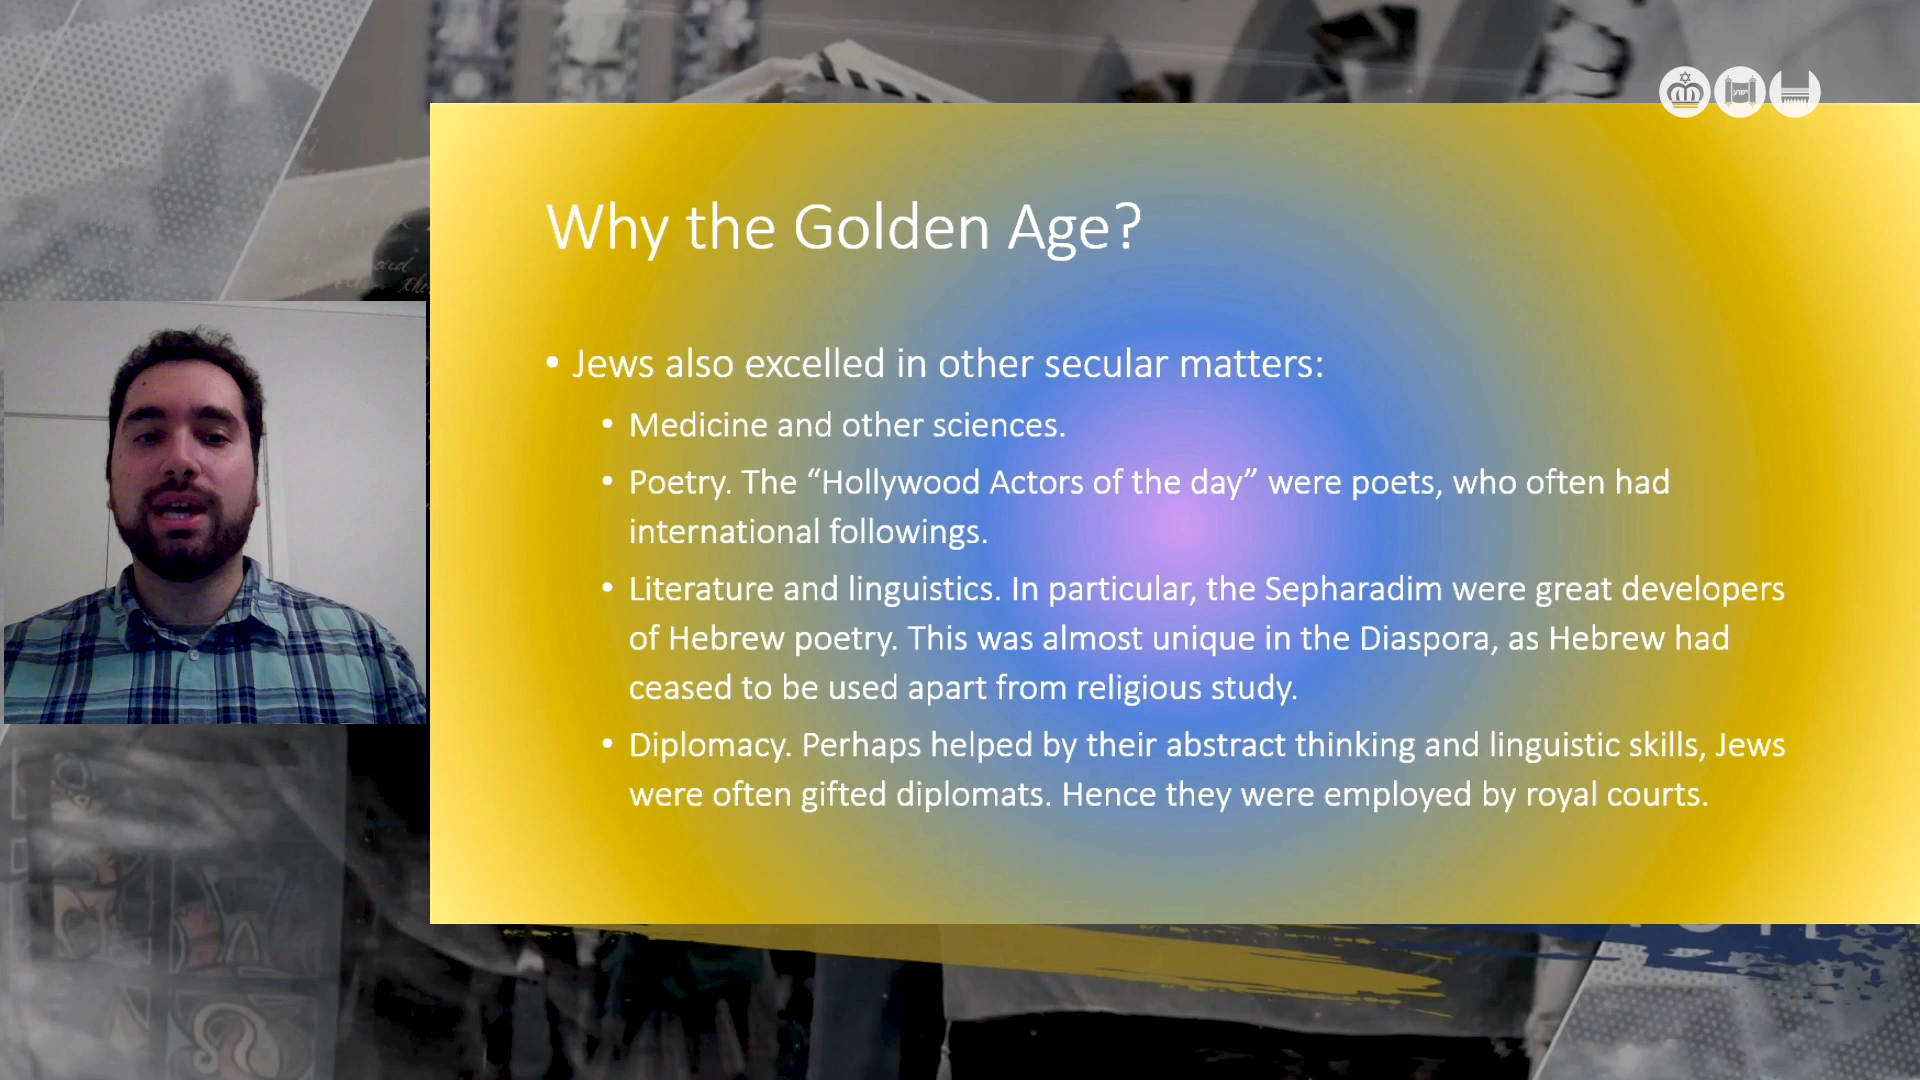 Why the Golden Age?
• Jews also excelled in other secular matters:
• Medicine and other sciences.
• Poetry. The “Hollywood Actors of the day” were poets, who often had
international followings.
• Literature and linguistics. In particular, the Sepharadim were great developers
of Hebrew poetry. This was almost unique in the Diaspora, as Hebrew had
ceased to be used apart from religious study.
• Diplomacy. Perhaps helped by their abstract thinking and linguistic skills, Jews
were often gifted diplomats. Hence they were employed by royal courts.